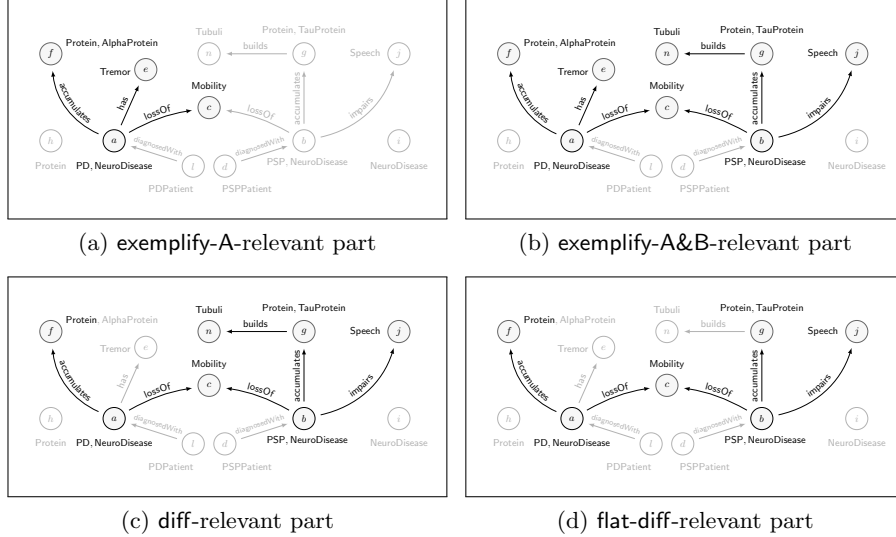 Tubuli
Protein, TauProtein
Protein, AlphaProtein
f
n
builds
g
Speech
j
Tremor
e
Mobility
accumulates
has
lossOf
c
lossOf
accumulates
impairs
h
a
diagnosedWith
l
d
diagnosedWith
b
i
Protein
PD, NeuroDisease
PSP, NeuroDisease
NeuroDisease
PDPatient
PSPPatient
(a) exemplify-A-relevant part
Tubuli
Protein, TauProtein
Protein, AlphaProtein
f
n
builds
g
Speech
j
Tremor
e
Mobility
accumulates
has
lossOf
c
lossOf
accumulates
impairs
h
a
diagnosedWith
l
d
diagnosedWith
b
i
Protein
PD, NeuroDisease
PSP, NeuroDisease
NeuroDisease
PDPatient
PSPPatient
(b) exemplify-A&B-relevant part
Tubuli
Protein, TauProtein
Protein, AlphaProtein
f
n
builds
g
Speech
j
Tremor
e
Mobility
accumulates
has
lossOf
c
lossOf
accumulates
impairs
h
a
diagnosedWith
l
d
diagnosedWith
b
i
Protein
PD, NeuroDisease
PSP, NeuroDisease
NeuroDisease
PDPatient
PSPPatient
(c) diff-relevant part
Tubuli
Protein, TauProtein
Protein, AlphaProtein
f
n
builds
g
Speech
j
Tremor
e
Mobility
accumulates
has
lossOf
c
lossOf
accumulates
impairs
h
a
diagnosedWith
l
d
diagnosedWith
b
i
Protein
PD, NeuroDisease
PSP, NeuroDisease
NeuroDisease
PDPatient
PSPPatient
(d) flat-diff-relevant part